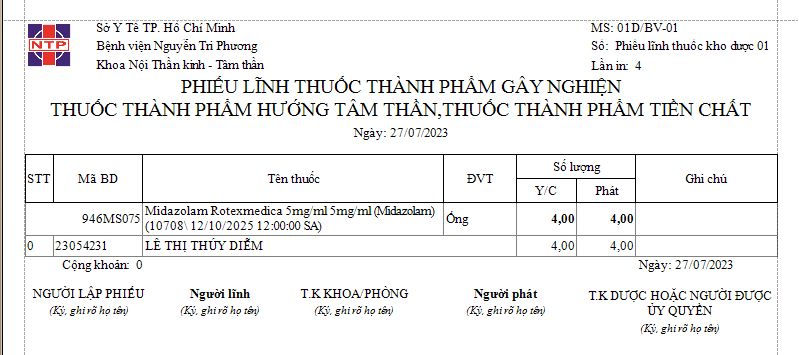 NTP
Sở Y Tế TP. Hồ Chí Minh
Bệnh viện Nguyễn Tri Phương
Khoa Nội Thần kinh - Tâm thần
MS: 01D/BV-01
Số: Phiếu lĩnh thuốc kho dược 01
Lần in: 4
PHIẾU LĨNH THUỐC THÀNH PHẨM GÂY NGHIỆN
THUỐC THÀNH PHẨM HƯỚNG TÂM THẦN,THUỐC THÀNH PHẨM TIỀN CHẤT
Ngày: 27/07/2023
STT Mã BD Tên thuốc ĐVT Số lượng Ghi chú
Y/C Phát
946MS075 Midazolam Rotexmedica 5mg/ml 5mg/ml (Midazolam) Ống 4,00 4,00
(10708\ 12/10/2025 12:00:00 SA)
0 23054231 LÊ THỊ THÚY DIỄM 4,00 4,00
Cộng khoản: 0 Ngày: 27/07/2023
NGƯỜI LẬP PHIẾU Người lĩnh T.K KHOA/PHÒNG Người phát T.K DƯỢC HOẶC NGƯỜI ĐƯỢC
ỦY QUYỀN
(Ký, ghi rõ họ tên) (Ký, ghi rõ họ tên) (Ký, ghi rõ họ tên) (Ký, ghi rõ họ tên) (Ký, ghi rõ họ tên)